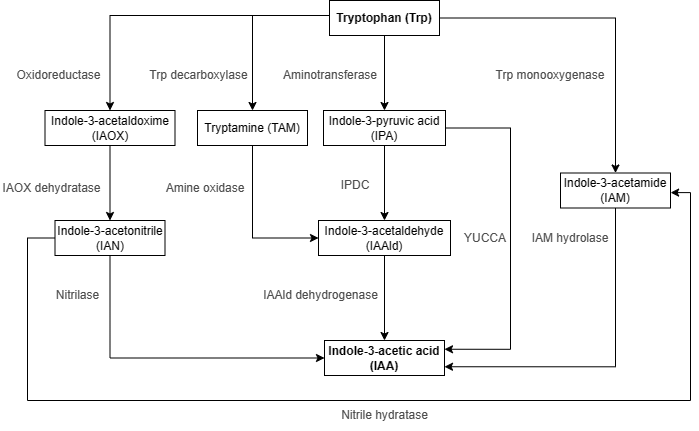 Tryptophan (Trp)
Oxidoreductase
Trp decarboxylase
Aminotransferase
Trp monooxygenase
Indole-3-acetaldoxime
(IAOX)
Tryptamine (TAM)
Indole-3-pyruvic acid
(IPA)
Indole-3-acetamide
(IAM)
IAOX dehydratase
Amine oxidase
IPDC
YUCCA
IAM hydrolase
Indole-3-acetonitrile
(IAN)
Indole-3-acetaldehyde
(IAAld)
Nitrilase
IAAld dehydrogenase
Indole-3-acetic acid
(IAA)
Nitrile hydratase